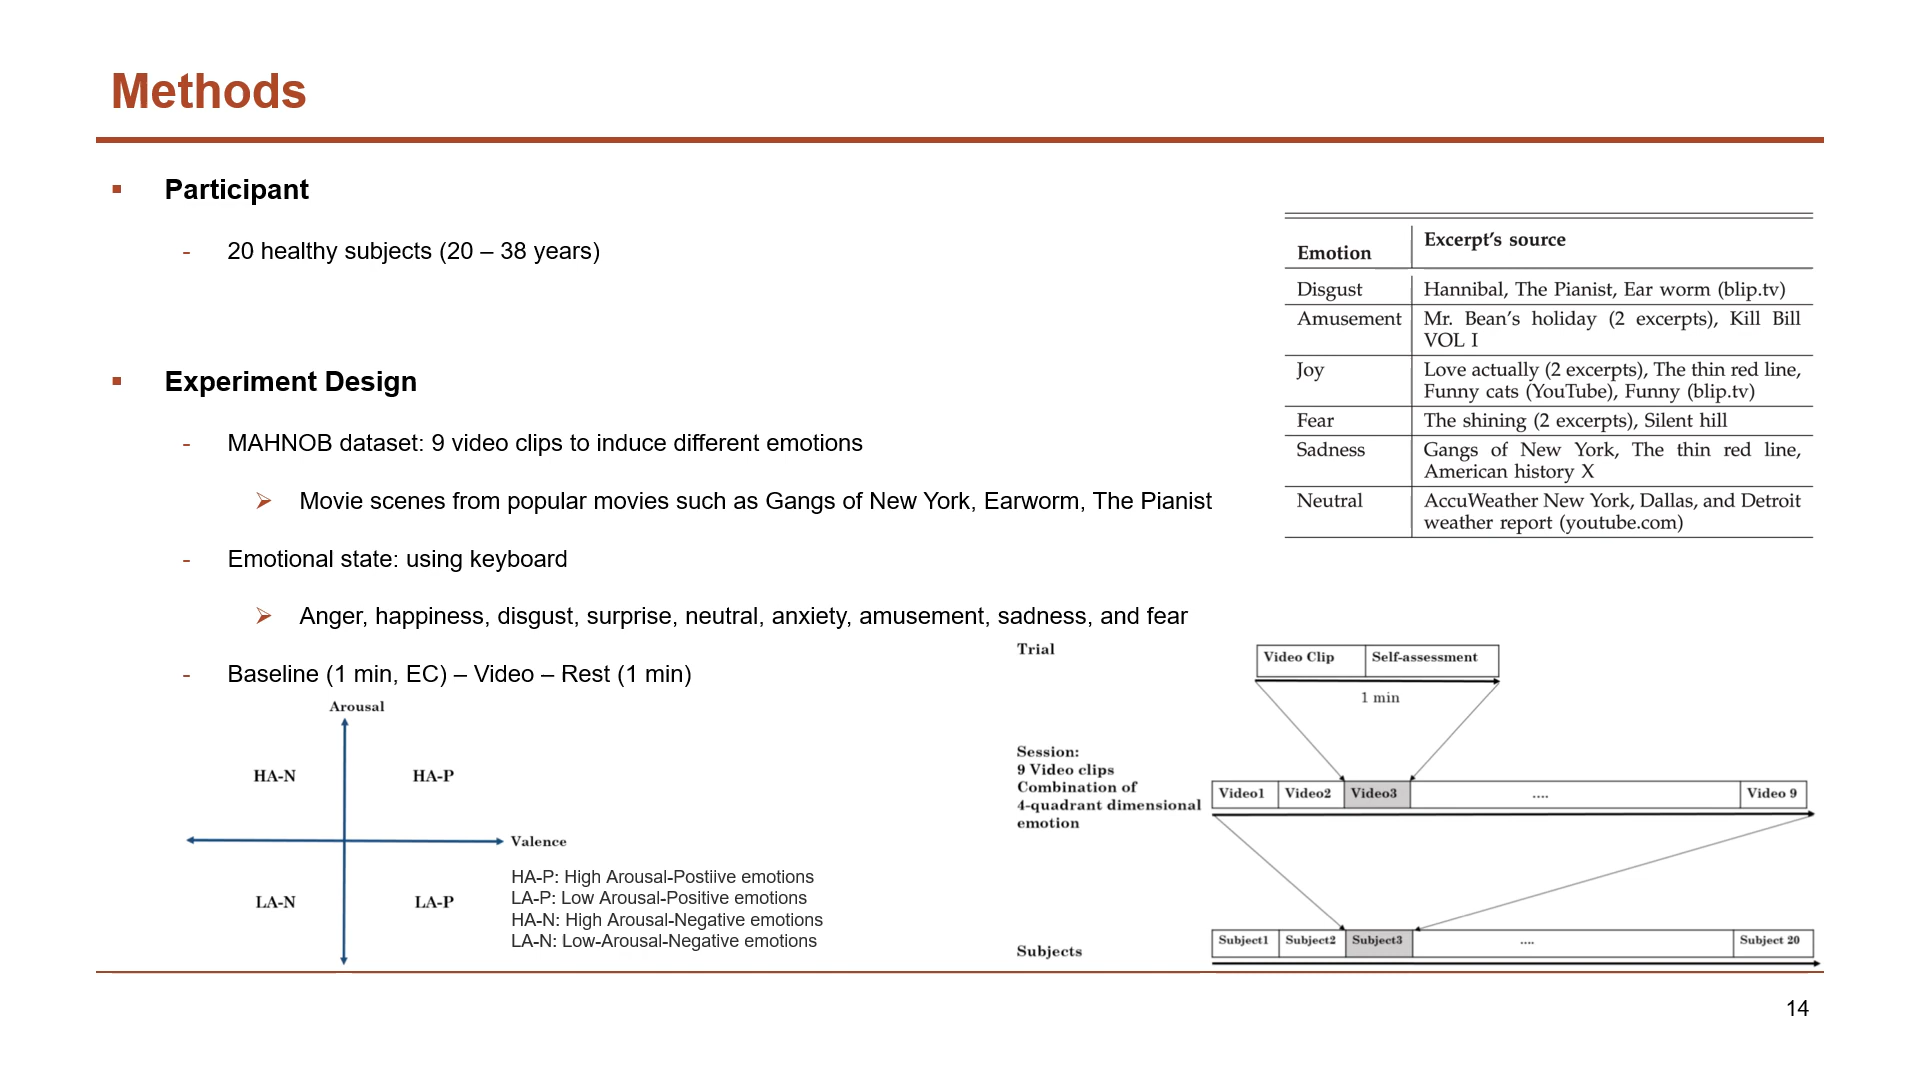 Methods
Participant
- 20 healthy subjects (20 – 38 years)
Experiment Design
- MAHNOB dataset: 9 video clips to induce different emotions
Movie scenes from popular movies such as Gangs of New York, Earworm, The Pianist
- Emotional state: using keyboard
Anger, happiness, disgust, surprise, neutral, anxiety, amusement, sadness, and fear
- Baseline (1 min, EC) – Video – Rest (1 min)
Emotion Excerpt's source
Disgust Hannibal, The Pianist, Ear worm (blip.tv)
Amusement Mr. Bean's holiday (2 excerpts), Kill Bill
VOL I
Joy Love actually (2 excerpts), The thin red line,
Funny cats (YouTube), Funny (blip.tv)
Fear The shining (2 excerpts), Silent hill
Sadness Gangs of New York, The thin red line,
American history X
Neutral AccuWeather New York, Dallas, and Detroit
weather report (youtube.com)
Arousal
HA-N HA-P
Valence
LA-N LA-P
HA-P: High Arousal-Postiive emotions
LA-P: Low Arousal-Positive emotions
HA-N: High Arousal-Negative emotions
LA-N: Low-Arousal-Negative emotions
Trial
Video Clip Self-assessment
1 min
Session:
9 Video clips
Combination of
4-quadrant dimensional
emotion
Video1 Video2 Video3 .... Video 9
Subjects
Subject1 Subject2 Subject3 .... Subject 20
14